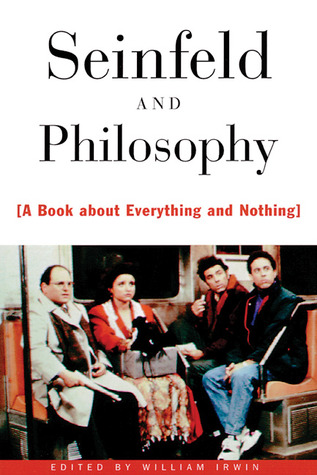 Seinfeld
AND
Philosophy
[A Book about Everything and Nothing]
EDITED BY WILLIAM IRWIN